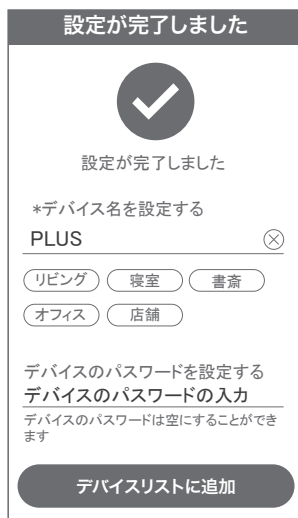 設定が完了しました
設定が完了しました
*デバイス名を設定する
PLUS
リビング 寝室 書斎
オフィス 店舗
デバイスのパスワードを設定する
デバイスのパスワードの入力
デバイスのパスワードは空にすることができ
ます
デバイスリストに追加